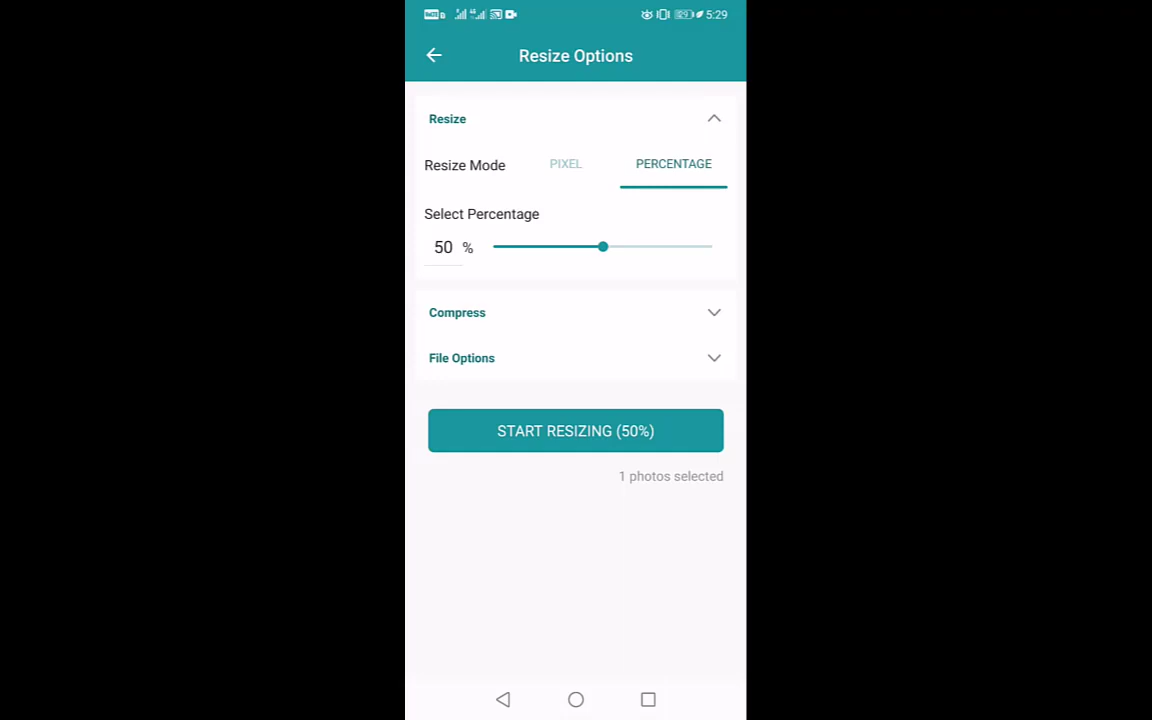 5:29
Resize Options
Resize
Resize Mode PIXEL PERCENTAGE
Select Percentage
50 %
Compress
File Options
START RESIZING (50%)
1 photos selected